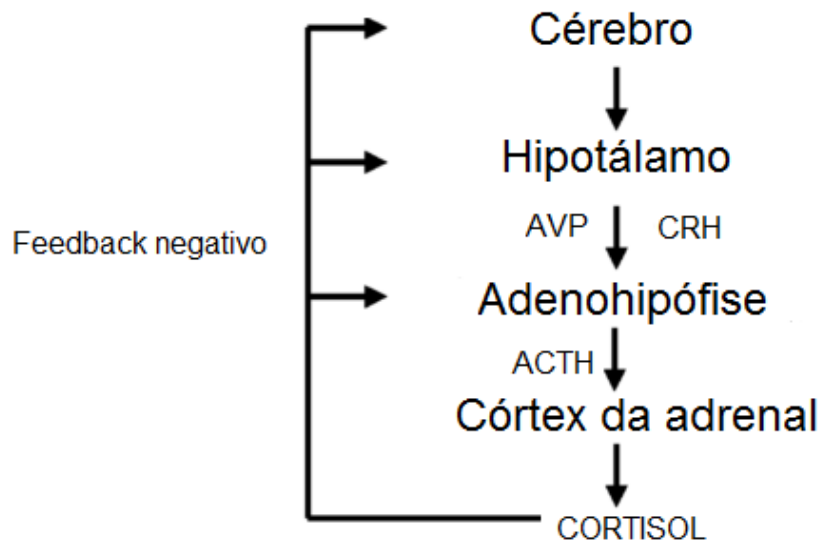 Cérebro
Hipotálamo
Feedback negativo
AVP CRH
Adenohipófise
ACTH
Córtex da adrenal
CORTISOL